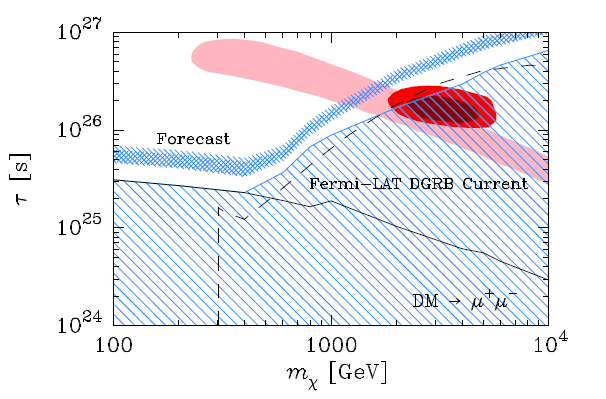 10^27
10^26
10^25
10^24
τ [s]
Forecast
Fermi−LAT DGRB Current
DM → μ^+μ^−
100
1000
10^4
m_χ [GeV]